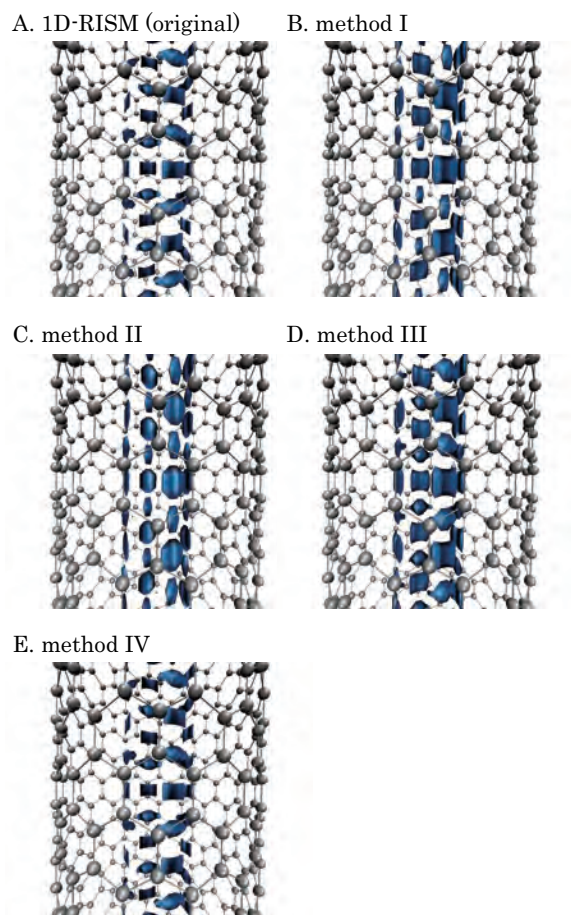 A. 1D-RISM (original)
B. method I
C. method II
D. method III
E. method IV